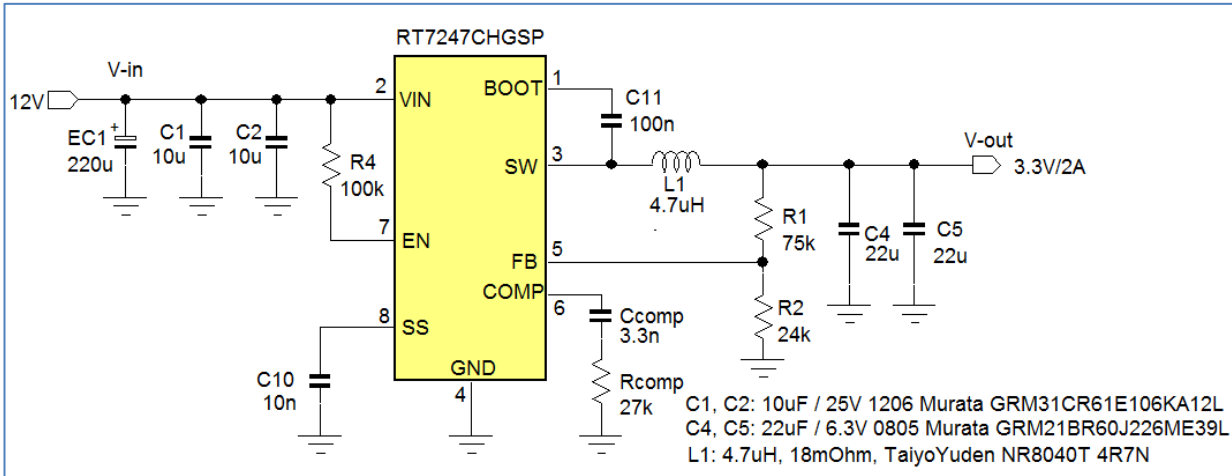 RT7247CHGSP
V-in
12V
2
VIN
BOOT
1
C11
100n
EC1
+
220u
C1
10u
C2
10u
R4
100k
SW
3
L1
4.7uH
V-out
3.3V/2A
7
EN
R1
75k
C4
22u
C5
22u
FB
5
COMP
6
Ccomp
3.3n
R2
24k
8
SS
C10
10n
GND
4
Rcomp
27k
C1, C2: 10uF / 25V 1206 Murata GRM31CR61E106KA12L
C4, C5: 22uF / 6.3V 0805 Murata GRM21BR60J226ME39L
L1: 4.7uH, 18mOhm, TaiyoYuden NR8040T 4R7N